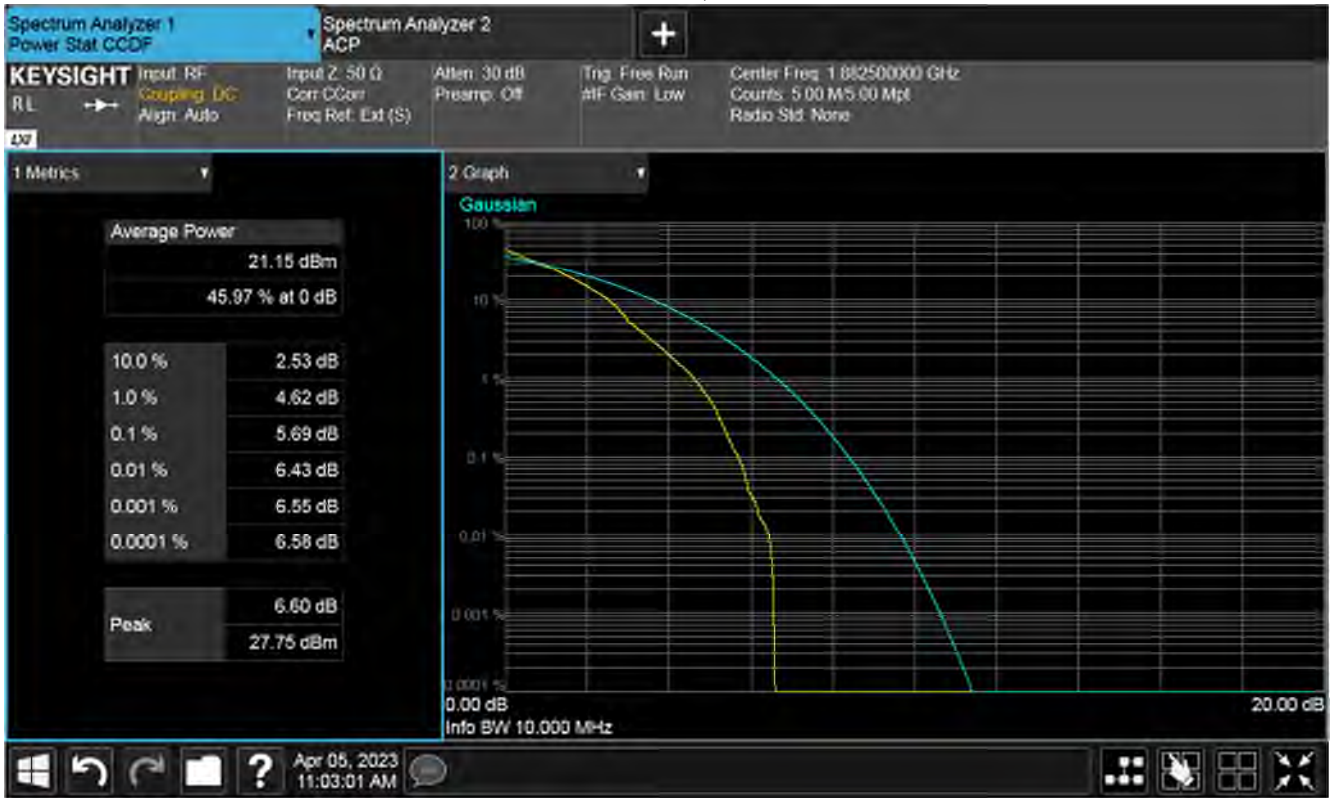 Spectrum Analyzer 1
Power Stat CCDF
Spectrum Analyzer 2
ACP
KEYSIGHT
RL
LXI
Input: RF
Coupling: DC
Align: Auto
Input Z: 50 Ω
Corr CCorr
Freq Ref: Ext (S)
Atten: 30 dB
Preamp: Off
Trig: Free Run
#IF Gain: Low
Center Freq: 1.882500000 GHz
Counts: 5.00 M/5.00 Mpt
Radio Std: None
1 Metrics
Average Power
21.15 dBm
45.97 % at 0 dB
10.0 % 2.53 dB
1.0 % 4.62 dB
0.1 % 5.69 dB
0.01 % 6.43 dB
0.001 % 6.55 dB
0.0001 % 6.58 dB
Peak
6.60 dB
27.75 dBm
2 Graph
Gaussian
100 %
10 %
1 %
0.1 %
0.01 %
0.001 %
0.0001 %
0.00 dB
20.00 dB
Info BW 10.000 MHz
Apr 05, 2023
11:03:01 AM